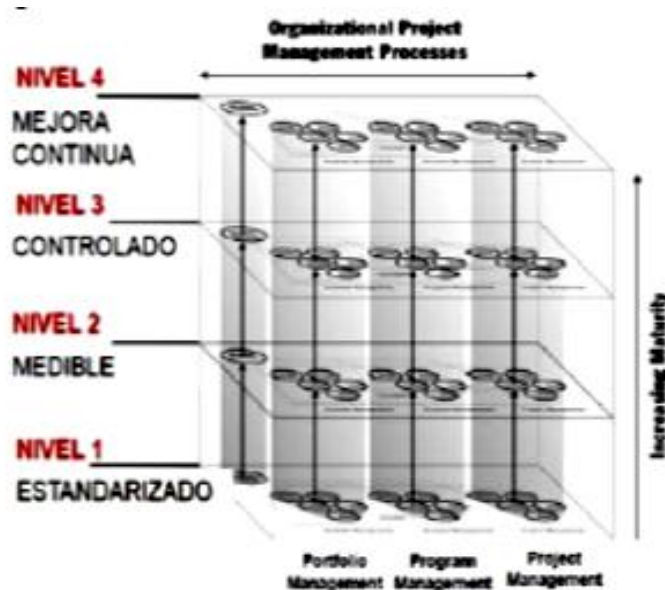 Organizational Project
Management Processes
NIVEL 4
MEJORA
CONTINUA
NIVEL 3
CONTROLADO
NIVEL 2
MEDIBLE
NIVEL 1
ESTANDARIZADO
Increasing Maturity
Portfolio
Management
Program
Management
Project
Management